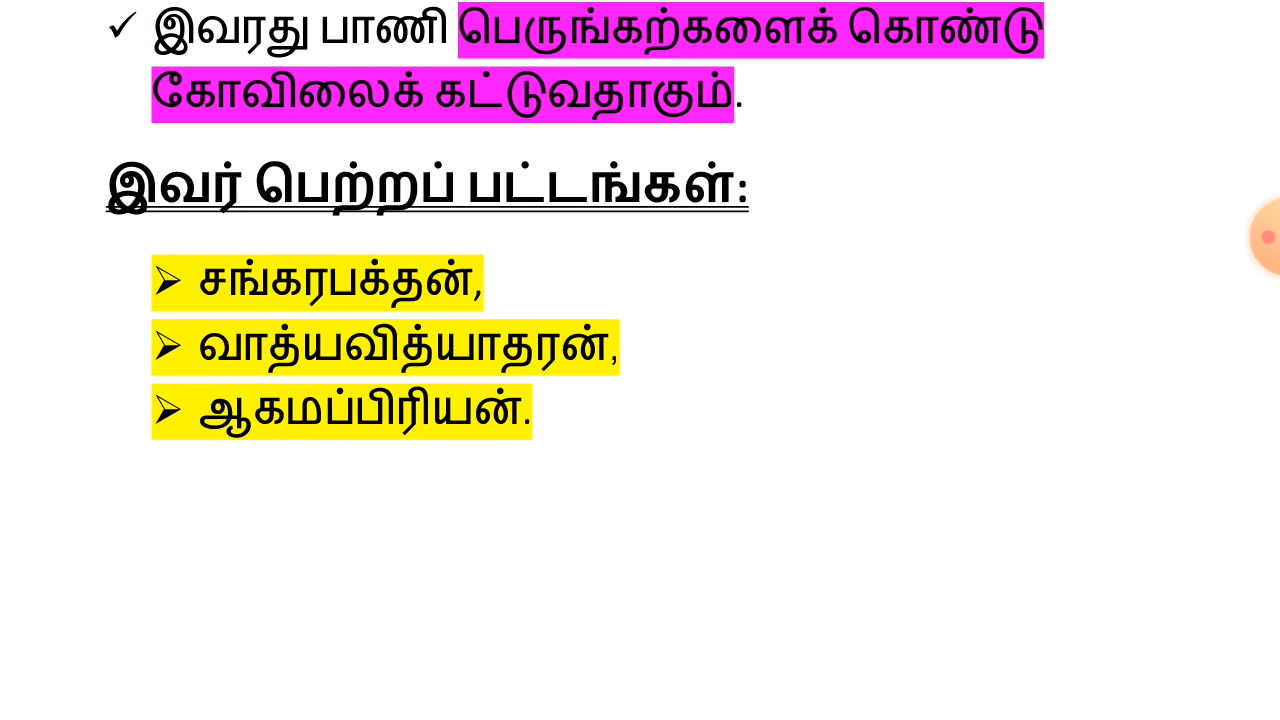 ✓ இவரது பாணி பெருங்கற்களைக் கொண்டு
கோவிலைக் கட்டுவதாகும்.
இவர் பெற்றப் பட்டங்கள்:
➢ சங்கரபக்தன்,
➢ வாத்யவித்யாதரன்,
➢ ஆகமப்பிரியன்.